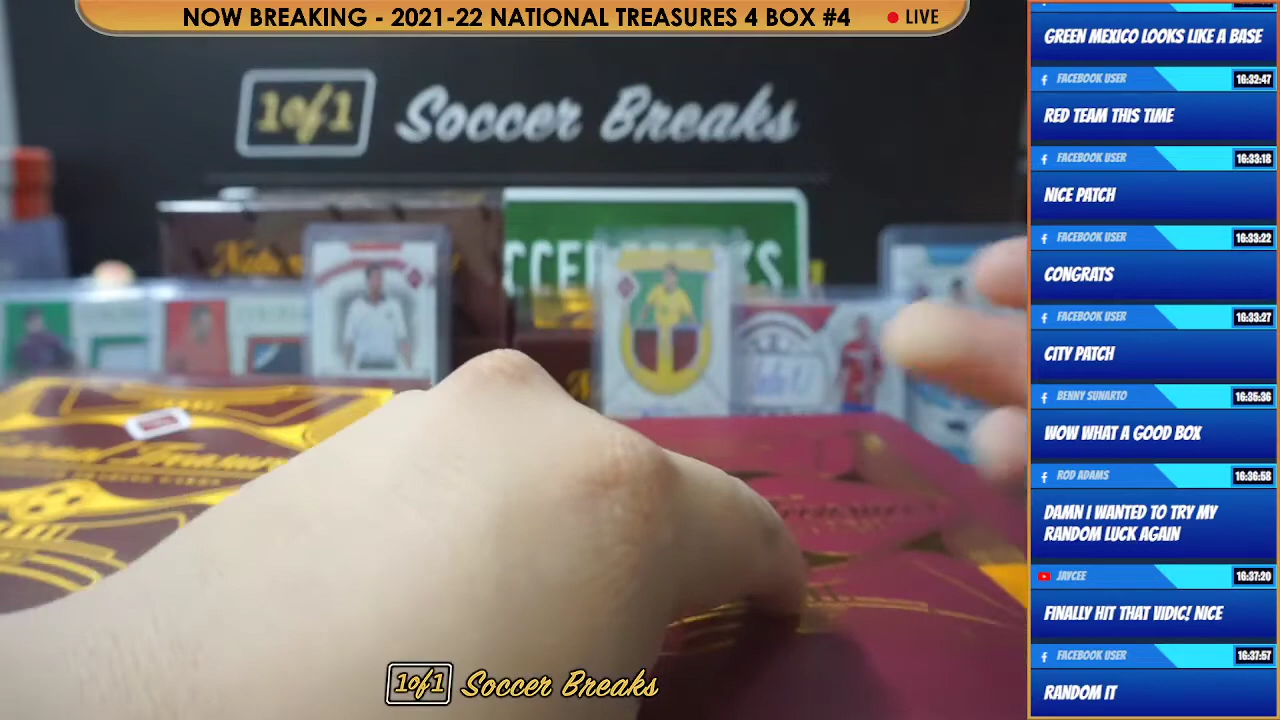 NOW BREAKING - 2021-22 NATIONAL TREASURES 4 BOX #4
LIVE
1of1 Soccer Breaks
1of1 Soccer Breaks
GREEN MEXICO LOOKS LIKE A BASE
FACEBOOK USER 16:32:47
RED TEAM THIS TIME
FACEBOOK USER 16:33:18
NICE PATCH
FACEBOOK USER 16:33:22
CONGRATS
FACEBOOK USER 16:33:27
CITY PATCH
BENNY SUNARTO 16:35:36
WOW WHAT A GOOD BOX
ROD ADAMS 16:36:58
DAMN I WANTED TO TRY MY
RANDOM LUCK AGAIN
JAYCEE 16:37:20
FINALLY HIT THAT VIDIC! NICE
FACEBOOK USER 16:37:57
RANDOM IT